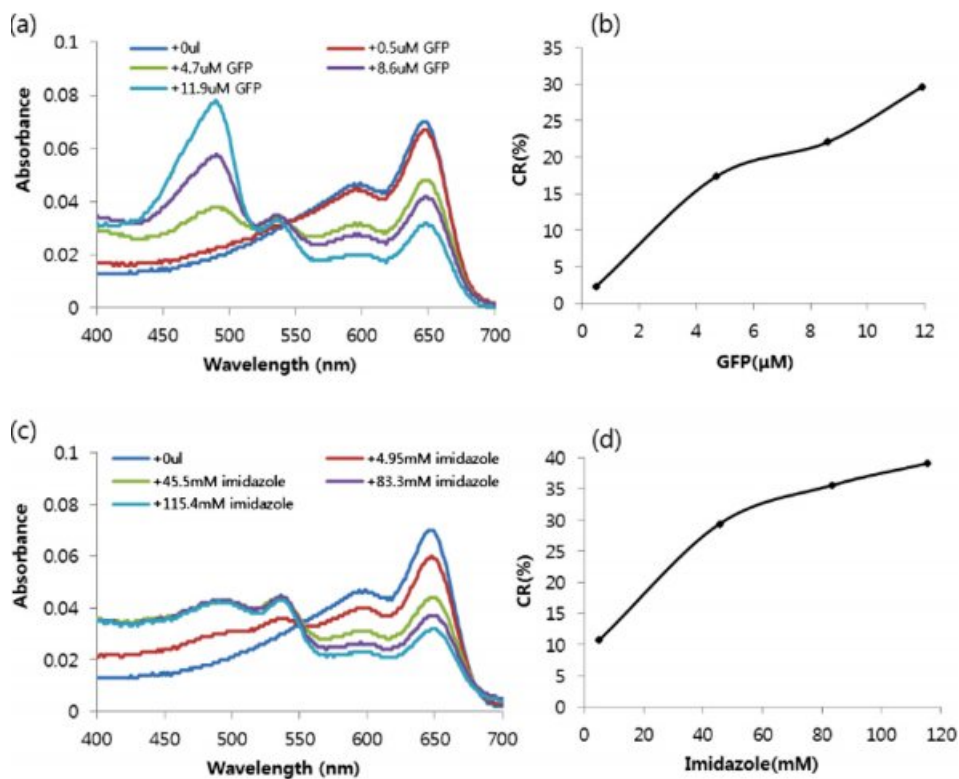 (a)
0.1
0.08
0.06
0.04
0.02
0
Absorbance
+0ul
+0.5uM GFP
+4.7uM GFP
+8.6uM GFP
+11.9uM GFP
400 450 500 550 600 650 700
Wavelength (nm)
(b)
35
30
25
20
15
10
5
0
CR(%)
0 2 4 6 8 10 12
GFP(μM)
(c)
0.1
0.08
0.06
0.04
0.02
0
Absorbance
+0ul
+4.95mM imidazole
+45.5mM imidazole
+83.3mM imidazole
+115.4mM imidazole
400 450 500 550 600 650 700
Wavelength (nm)
(d)
40
35
30
25
20
15
10
5
0
CR(%)
0 20 40 60 80 100 120
Imidazole(mM)